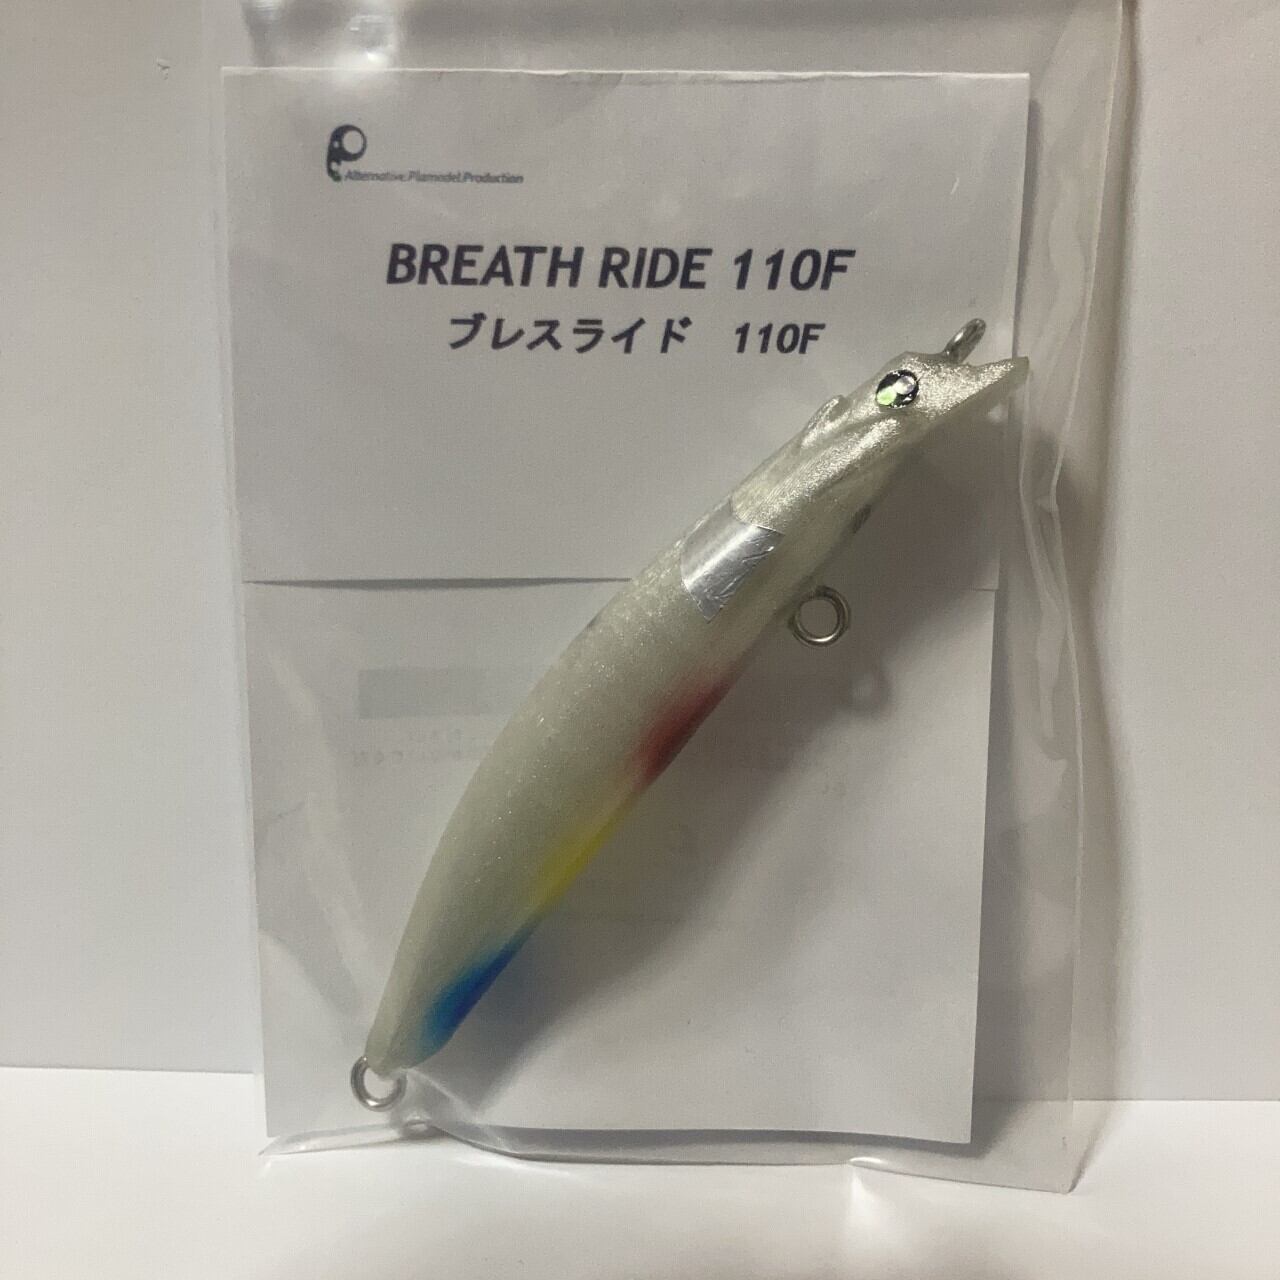 Alternative.Plamodel.Production
BREATH RIDE 110F
ブレスライド 110F